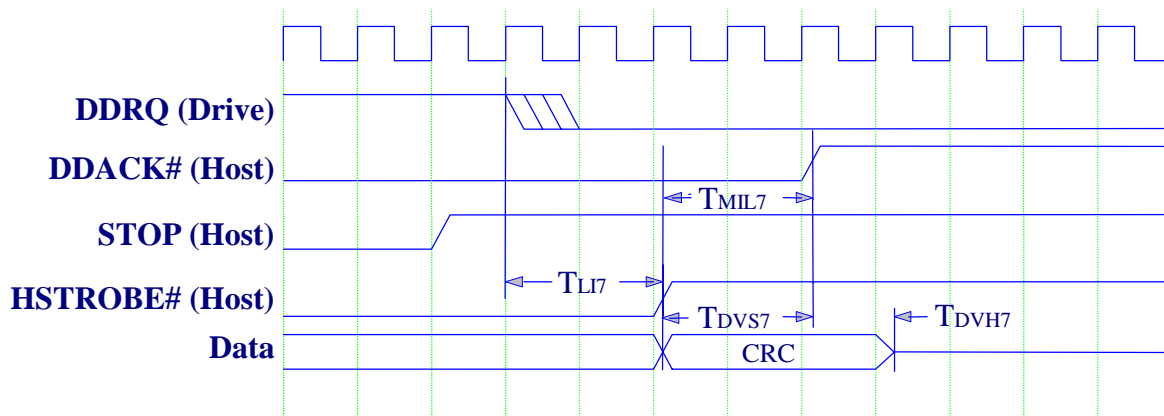 DDRQ (Drive)
DDACK# (Host)
TMIL7
STOP (Host)
TLI7
HSTROBE# (Host)
TDVS7
TDVH7
Data
CRC